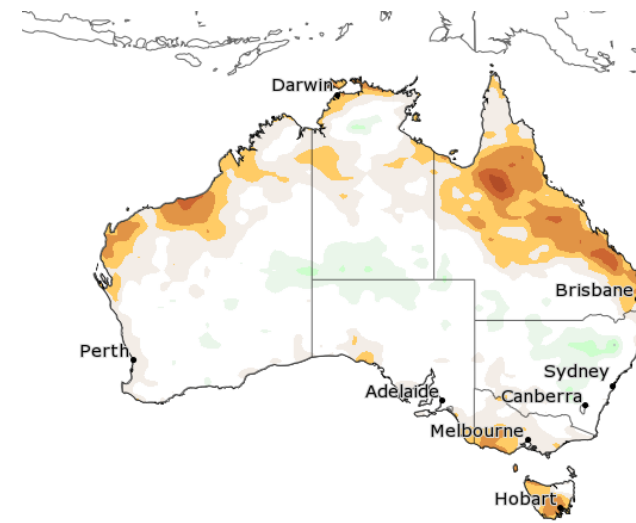 Darwin
Brisbane
Perth
Sydney
Adelaide
Canberra
Melbourne
Hobart